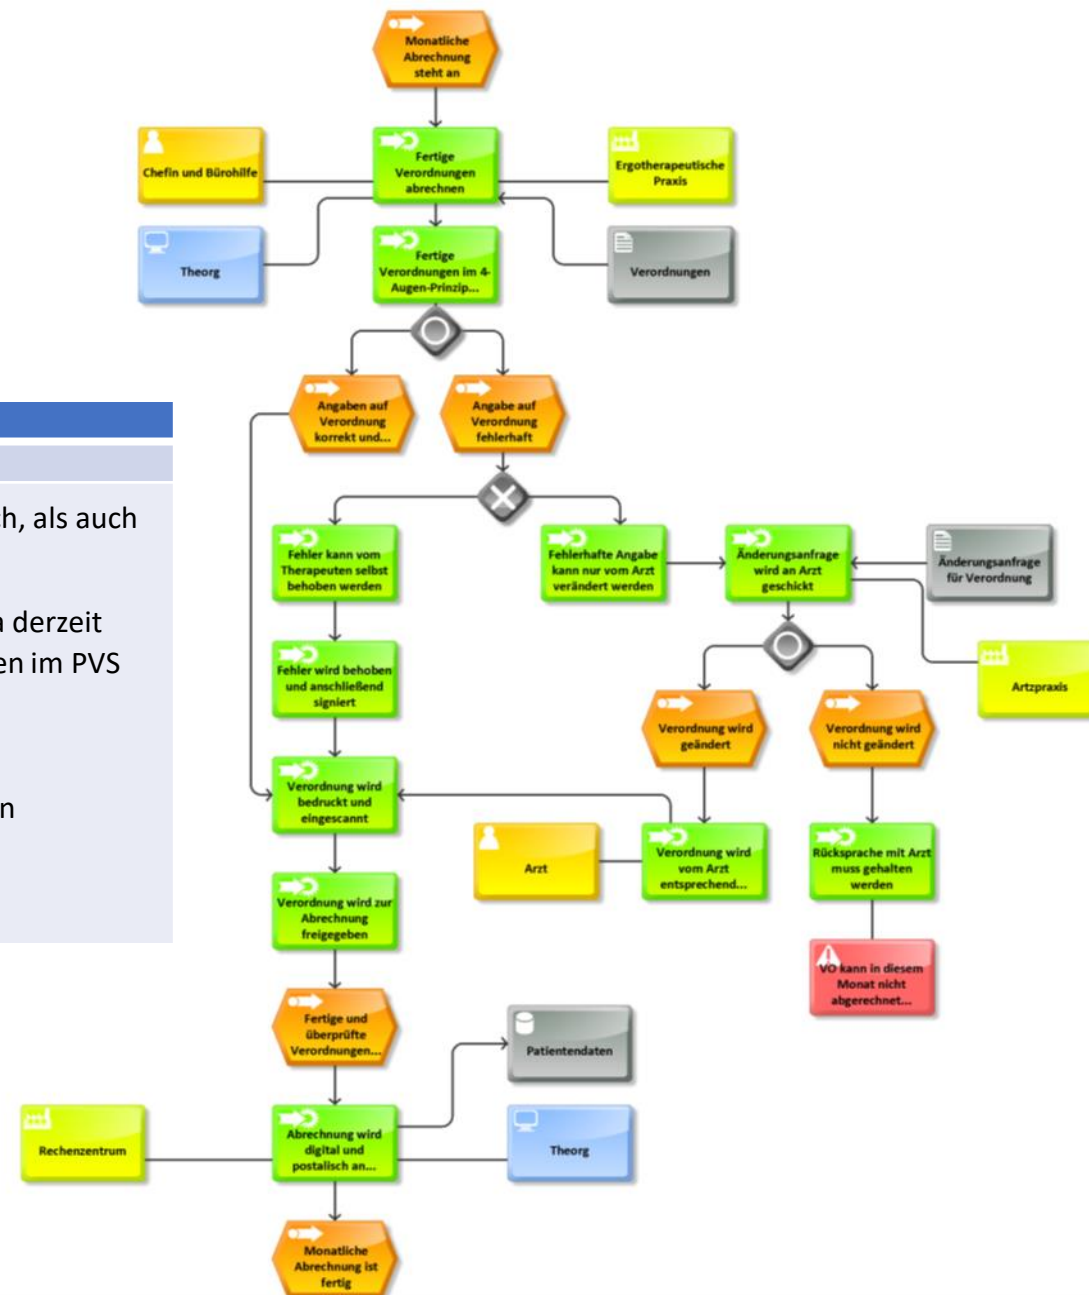 Monatliche
Abrechnung
steht an
Chefin und Bürohilfe
Fertige
Verordnungen
abrechnen
Ergotherapeutische
Praxis
Theorg
Fertige
Verordnungen im 4-
Augen-Prinzip...
Verordnungen
Angaben auf
Verordnung
korrekt und...
Angabe auf
Verordnung
fehlerhaft
ch, als auch
a derzeit
en im PVS
n
Fehler kann vom
Therapeuten selbst
behoben werden
Fehlerhafte Angabe
kann nur vom Arzt
verändert werden
Änderungsanfrage
wird an Arzt
geschickt
Änderungsanfrage
für Verordnung
Fehler wird behoben
und anschließend
signiert
Artzpraxis
Verordnung wird
geändert
Verordnung wird
nicht geändert
Verordnung wird
bedruckt und
eingescannt
Arzt
Verordnung wird
vom Arzt
entsprechend...
Rücksprache mit Arzt
muss gehalten
werden
Verordnung wird zur
Abrechnung
freigegeben
VO kann in diesem
Monat nicht
abgerechnet...
Fertige und
überprüfte
Verordnungen...
Patientendaten
Rechenzentrum
Abrechnung wird
digital und
postalisch an...
Theorg
Monatliche
Abrechnung ist
fertig